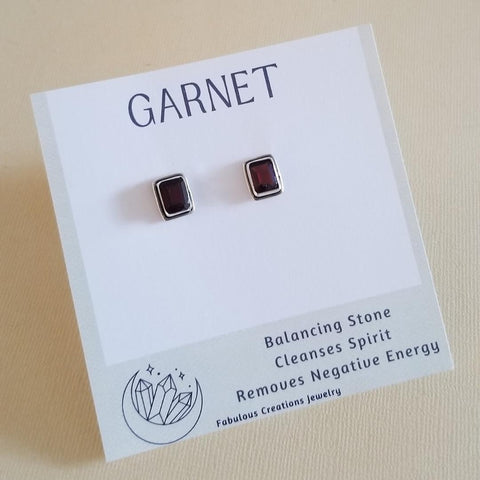 GARNET
Balancing Stone
Cleanses Spirit
Removes Negative Energy
Fabulous Creations Jewelry